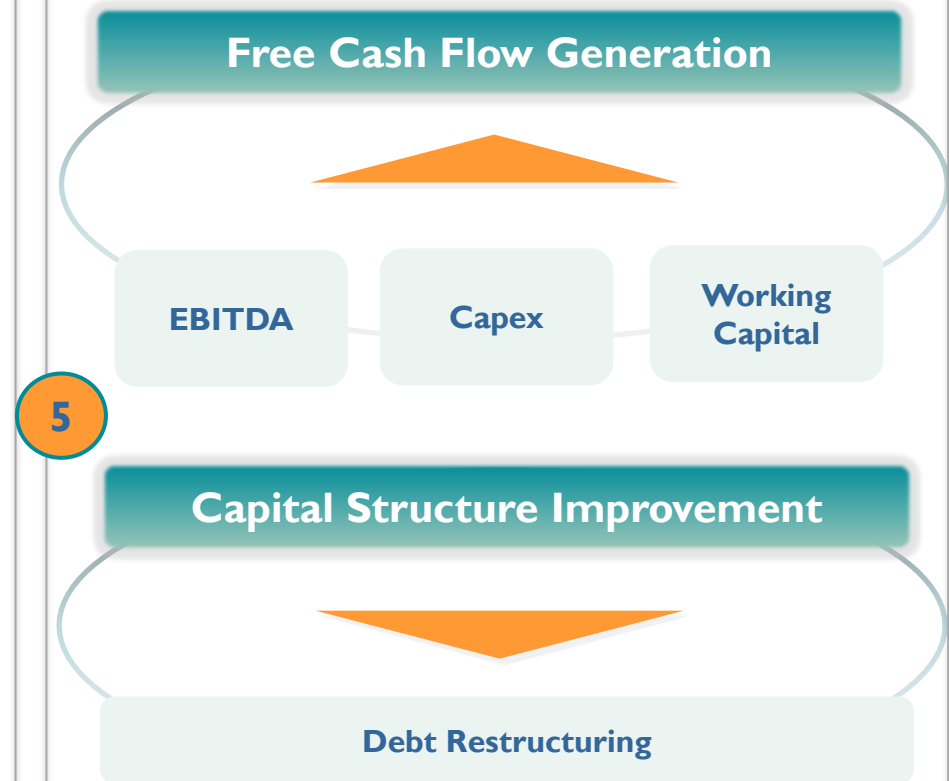 Free Cash Flow Generation
EBITDA
Capex
Working
Capital
5
Capital Structure Improvement
Debt Restructuring